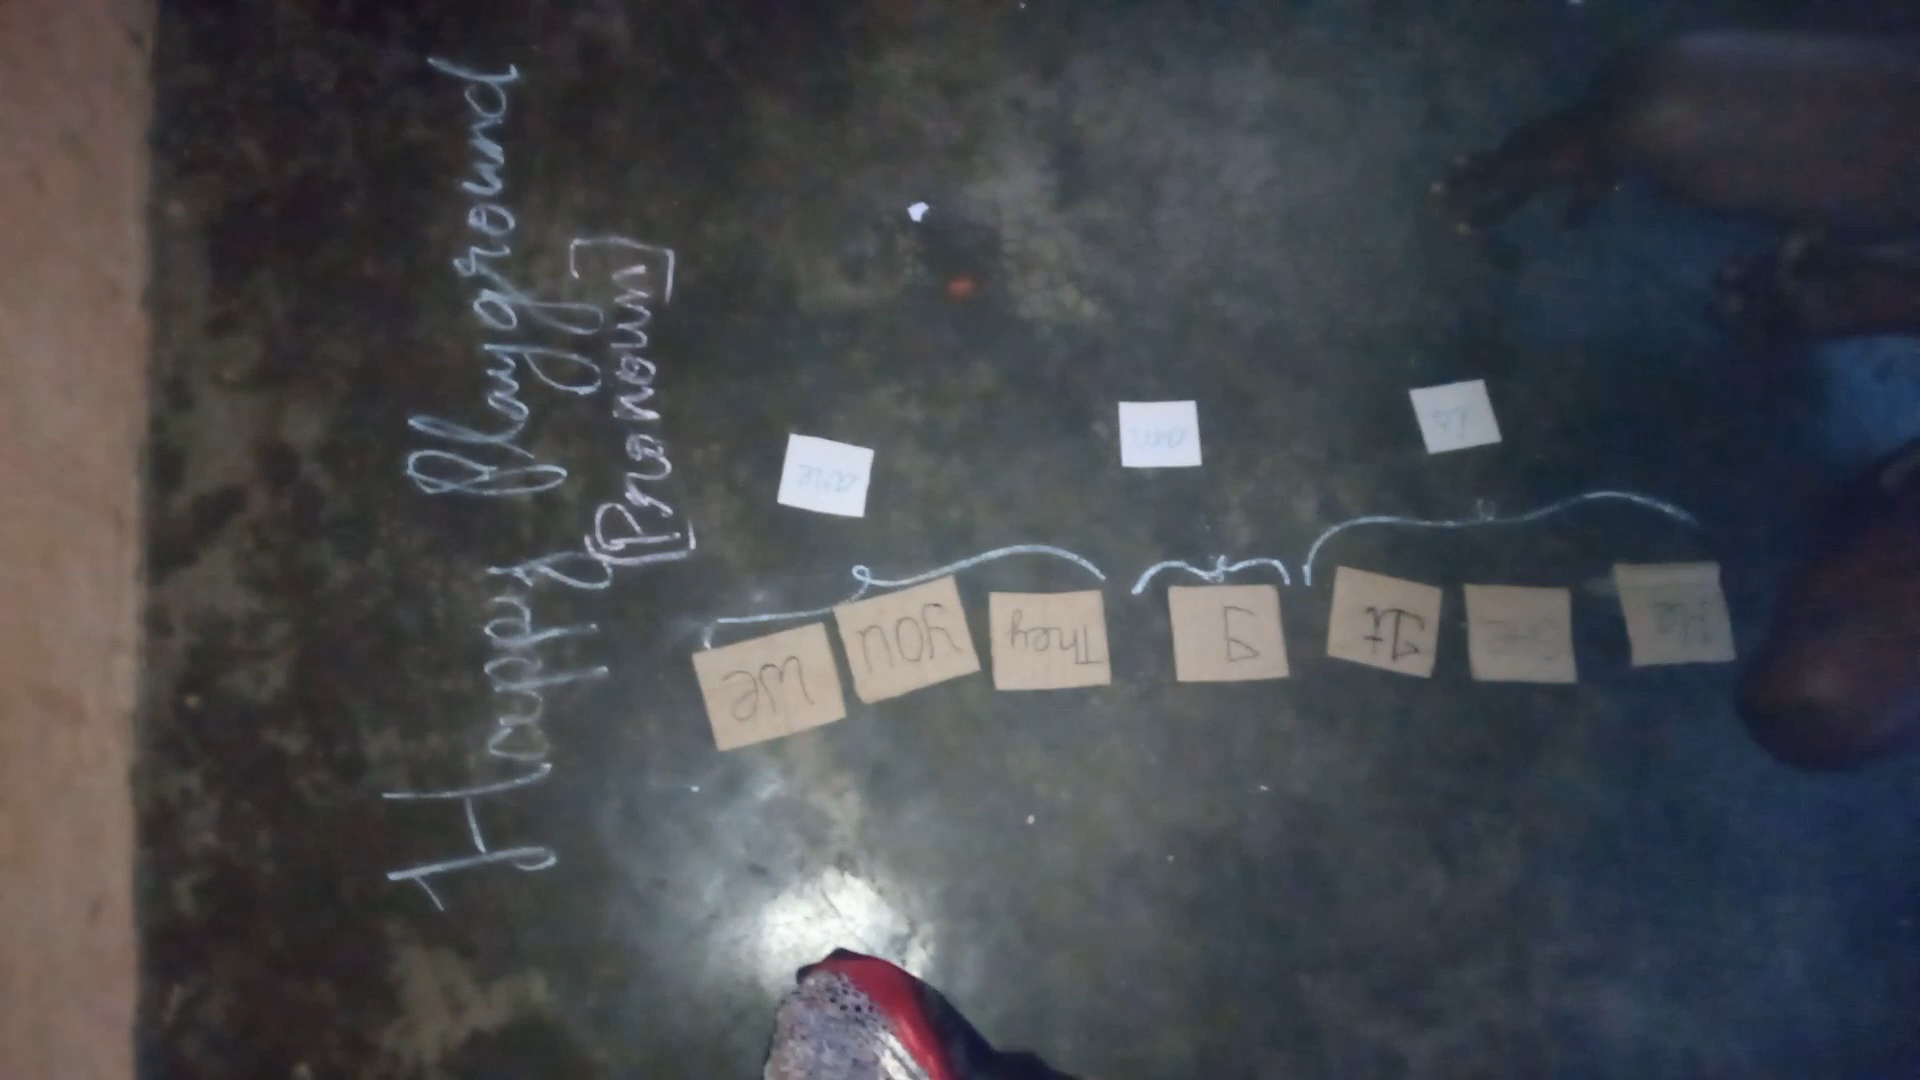 Happy Playground
[Pronoun]
are
am
is
We
you
They
I
It
She
He